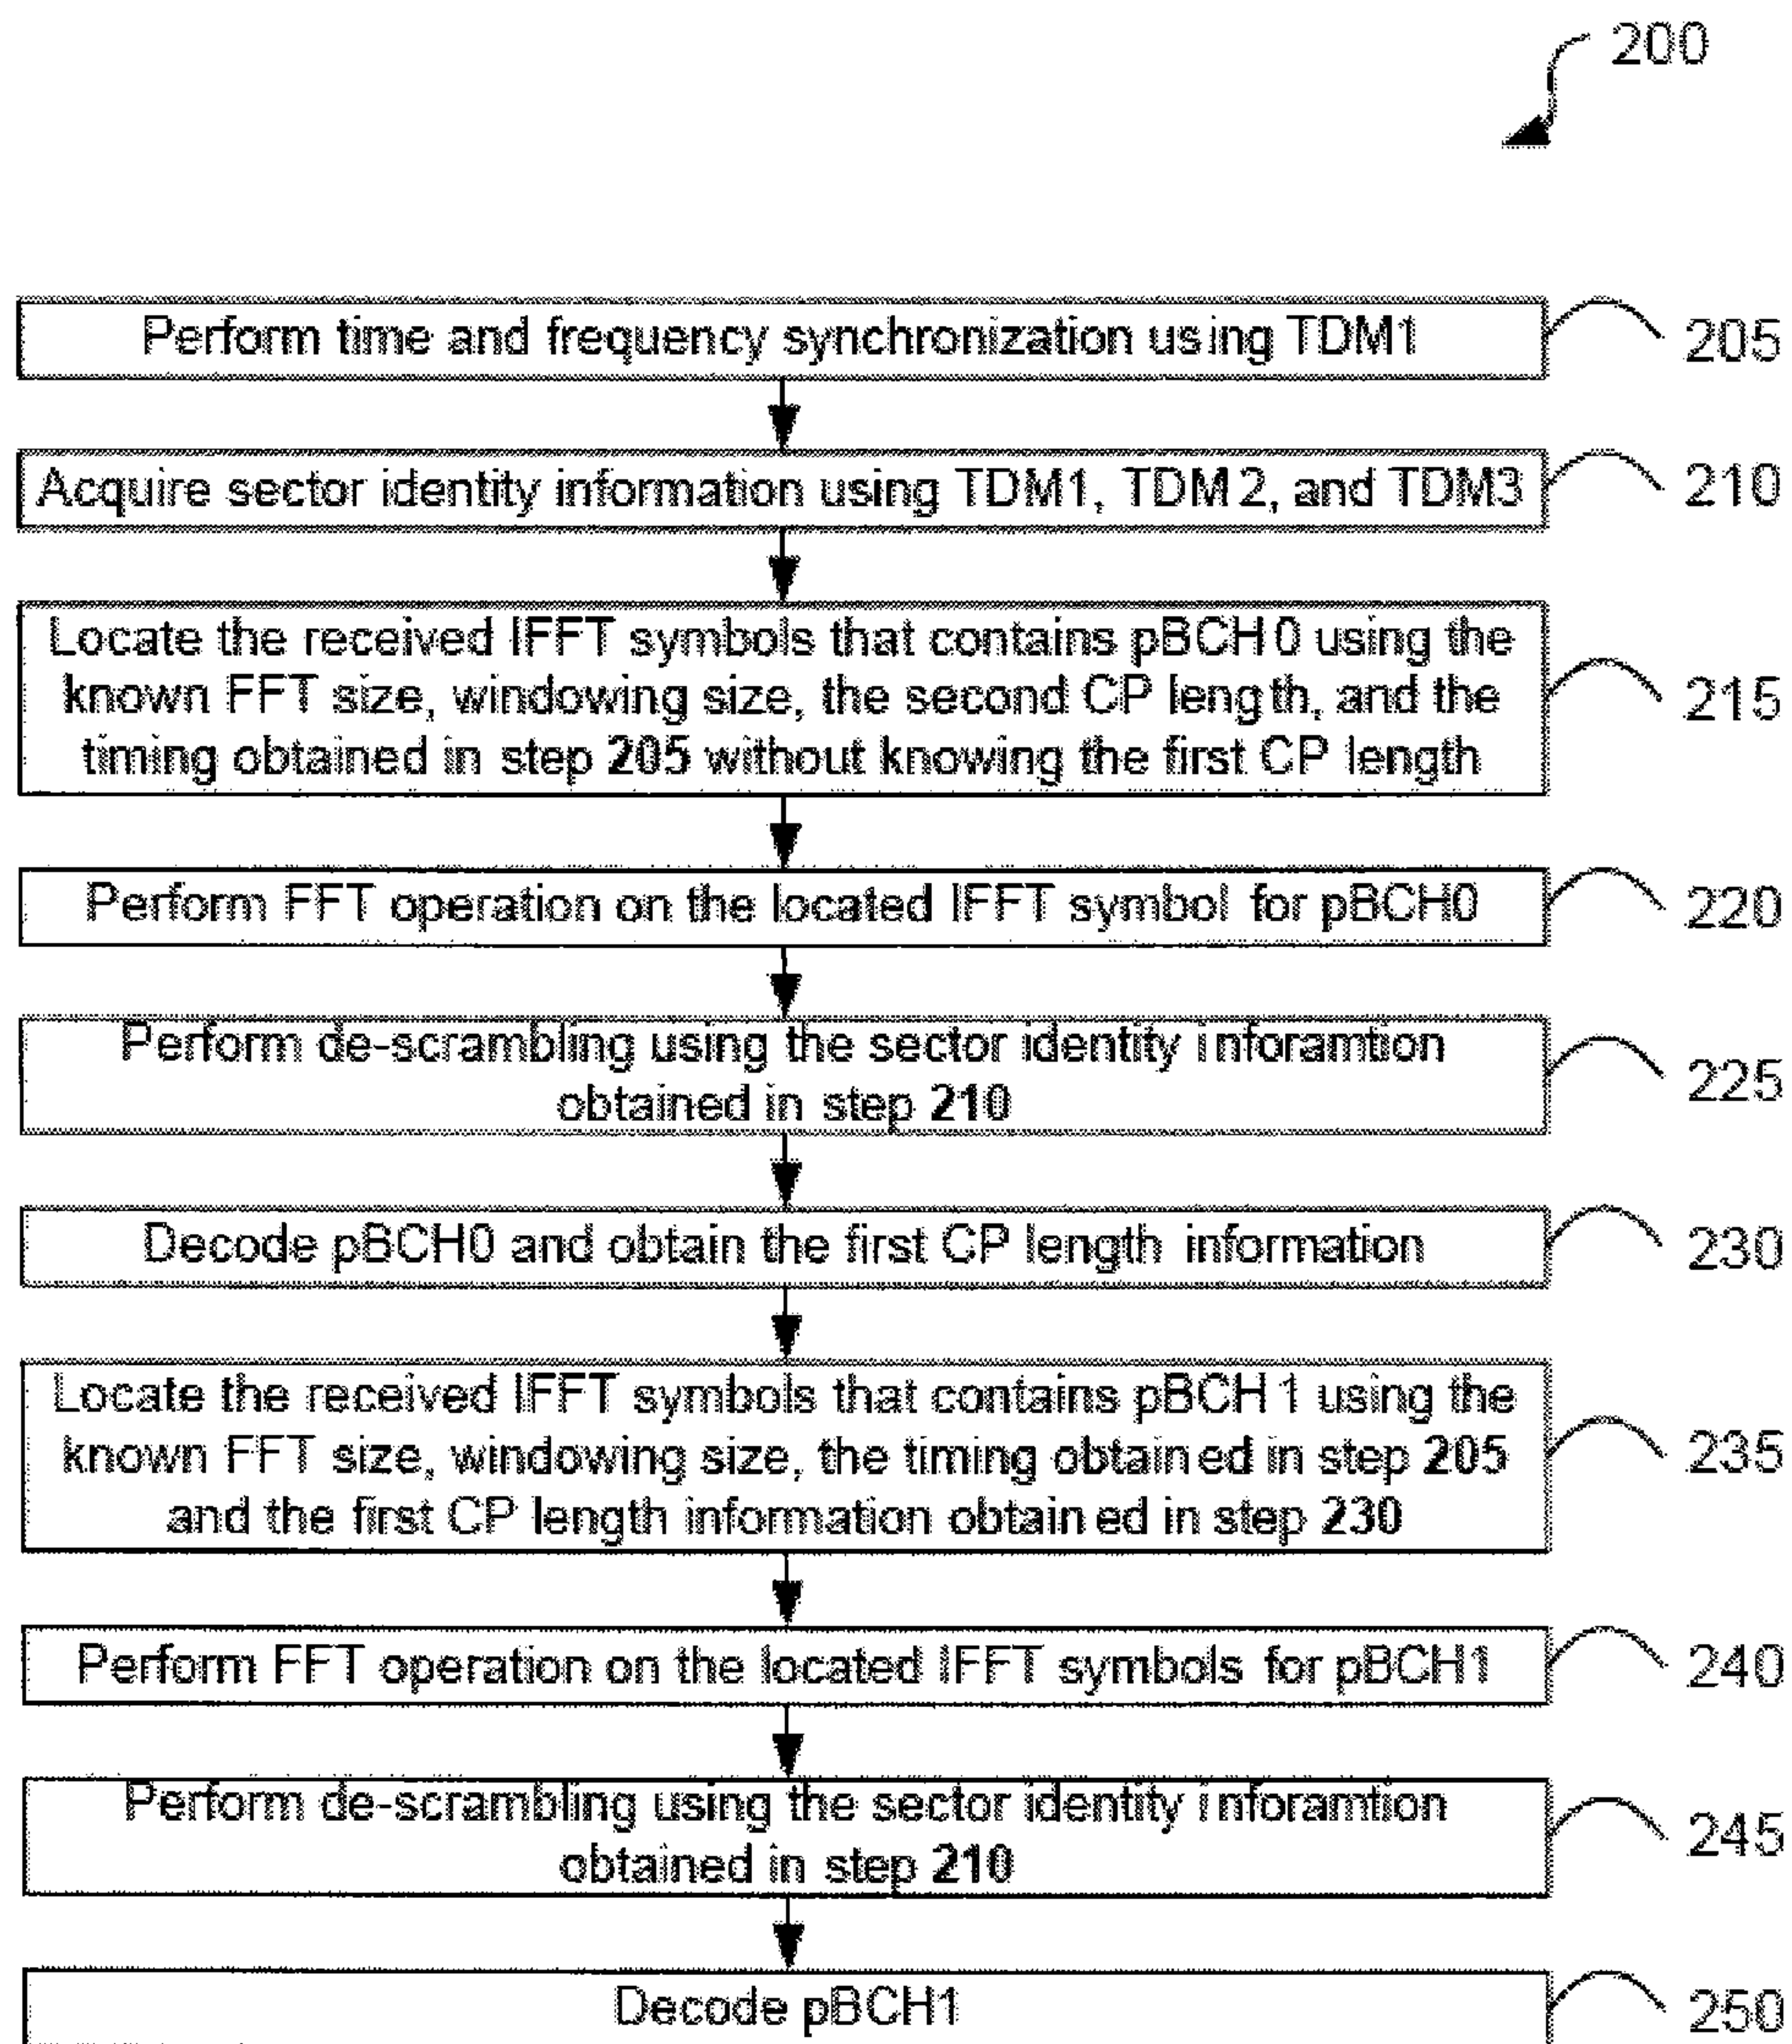 200
Perform time and frequency synchronization using TDM1
205
Acquire sector identity information using TDM1, TDM2, and TDM3
210
Locate the received IFFT symbols that contains pBCH0 using the
known FFT size, windowing size, the second CP length, and the
timing obtained in step 205 without knowing the first CP length
215
Perform FFT operation on the located IFFT symbol for pBCH0
220
Perform de-scrambling using the sector identity inforamtion
obtained in step 210
225
Decode pBCH0 and obtain the first CP length information
230
Locate the received IFFT symbols that contains pBCH1 using the
known FFT size, windowing size, the timing obtained in step 205
and the first CP length information obtained in step 230
235
Perform FFT operation on the located IFFT symbols for pBCH1
240
Perform de-scrambling using the sector identity inforamtion
obtained in step 210
245
Decode pBCH1
250